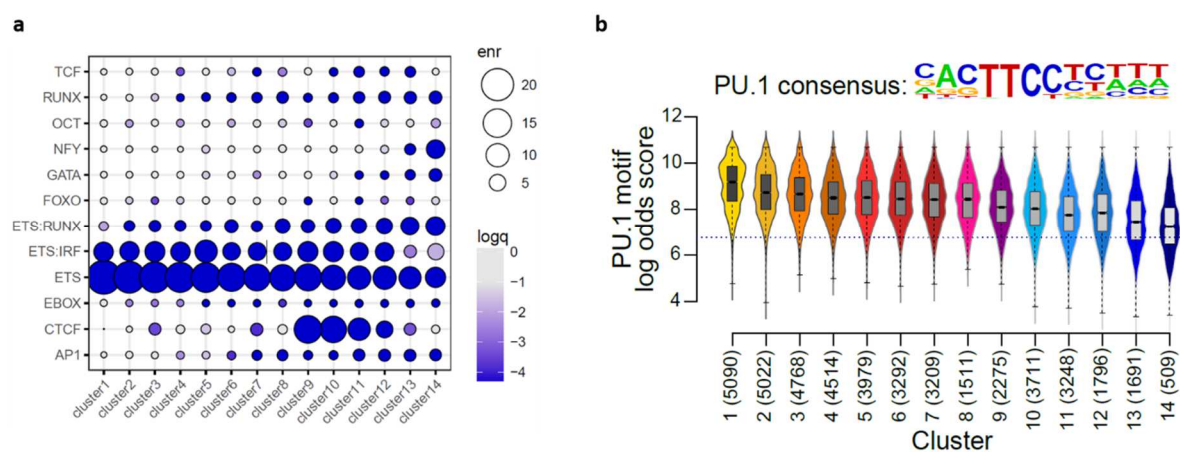 a
TCF
RUNX
OCT
NFY
GATA
FOXO
ETS:RUNX
ETS:IRF
ETS
EBOX
CTCF
AP1
cluster1
cluster2
cluster3
cluster4
cluster5
cluster6
cluster7
cluster8
cluster9
cluster10
cluster11
cluster12
cluster13
cluster14
enr
20
15
10
5
logq
0
−1
−2
−3
−4
b
PU.1 consensus:
CACTTCCTCTTT
PU.1 motif
log odds score
12
10
8
6
4
1 (5090)
2 (5022)
3 (4768)
4 (4514)
5 (3979)
6 (3292)
7 (3209)
8 (1511)
9 (2275)
10 (3711)
11 (3248)
12 (1796)
13 (1691)
14 (509)
Cluster